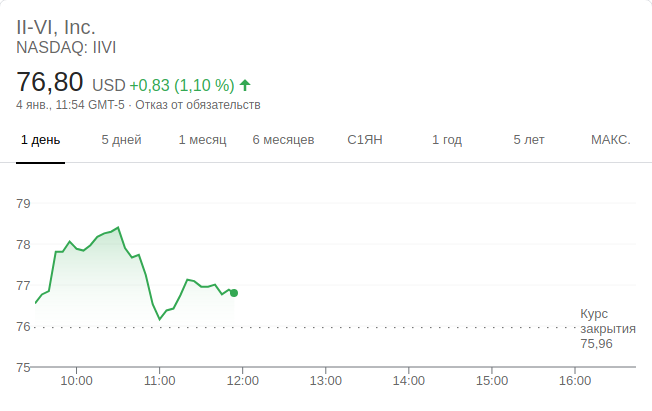 II-VI, Inc.
NASDAQ: IIVI
76,80 USD +0,83 (1,10 %)
4 янв., 11:54 GMT-5 · Отказ от обязательств
1 день 5 дней 1 месяц 6 месяцев С1ЯН 1 год 5 лет МАКС.
79
78
77
76
75
Курс
закрытия
75,96
10:00 11:00 12:00 13:00 14:00 15:00 16:00